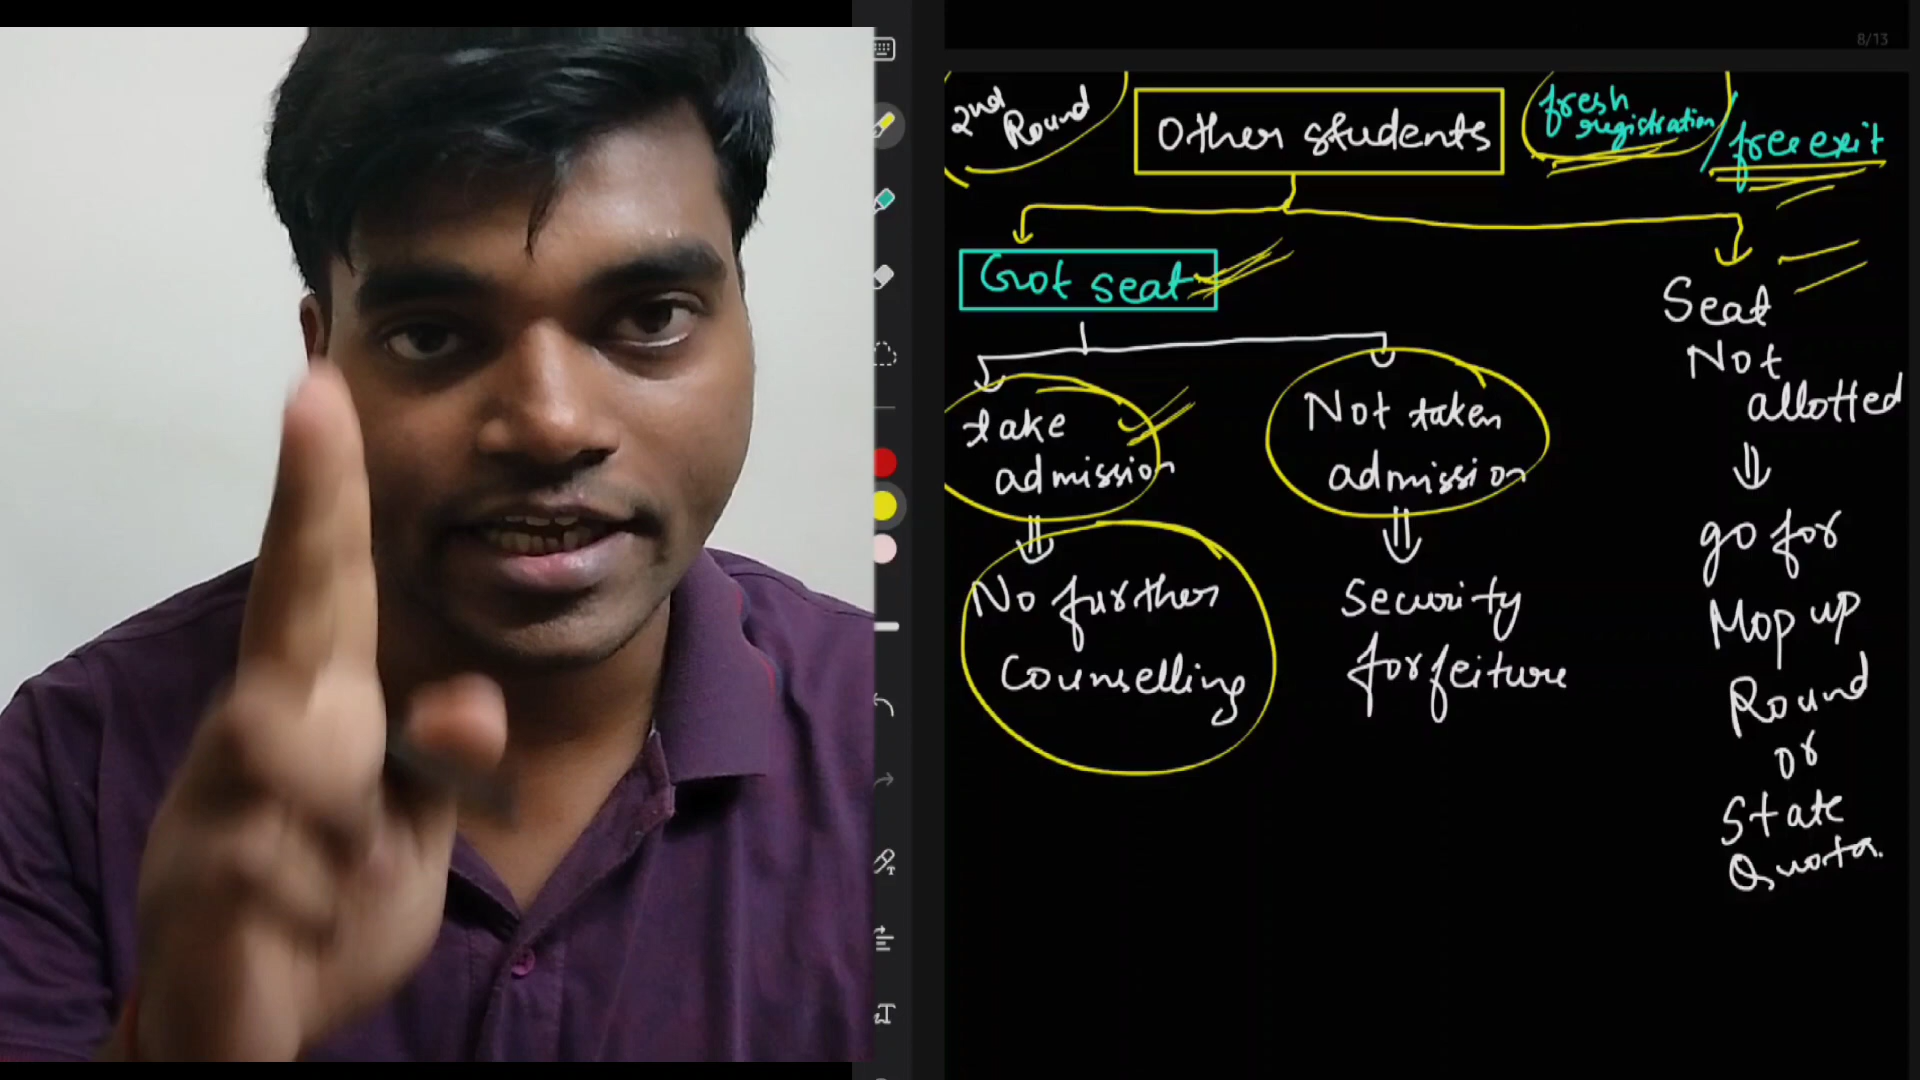 8/13
2nd
Round
Other students
fresh
registration
/ free exit
Got seat
Seat
Not
allotted
take
admission
Not taken
admission
No further
Counselling
Security
forfeiture
go for
Mop up
Round
or
State
Quota.